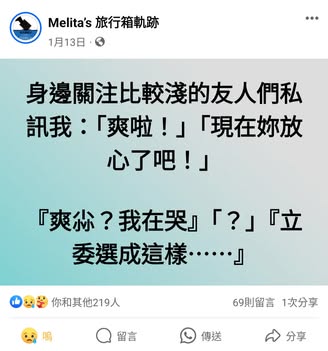 Melita's 旅行箱軌跡
1月13日 ·
身邊關注比較淺的友人們私
訊我：「爽啦！」「現在妳放
心了吧！」
『爽尛？我在哭』「？」『立
委選成這樣⋯⋯』
你和其他219人
69則留言 1次分享
嗚
留言
傳送
分享